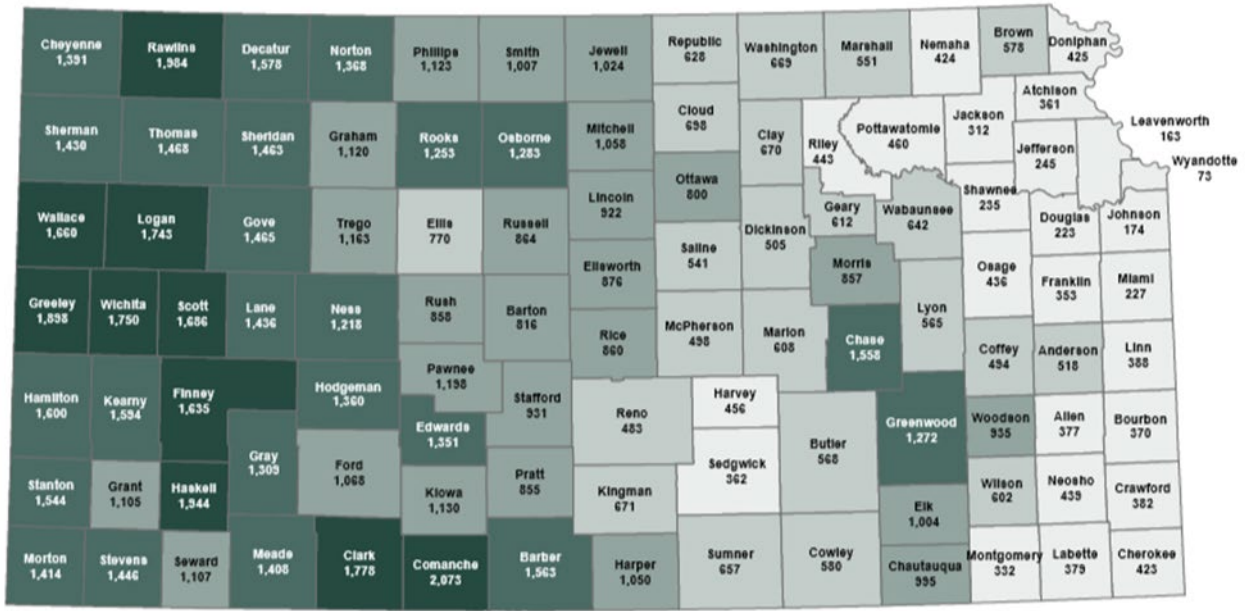 Cheyenne
1,391
Rawlins
1,984
Decatur
1,578
Norton
1,368
Phillips
1,123
Smith
1,007
Jewell
1,024
Republic
628
Washington
669
Marshall
551
Nemaha
424
Brown
578
Doniphan
425
Sherman
1,430
Thomas
1,468
Sheridan
1,463
Graham
1,120
Rooks
1,253
Osborne
1,283
Mitchell
1,058
Cloud
698
Clay
670
Riley
443
Pottawatomie
460
Jackson
312
Atchison
361
Jefferson
245
Leavenworth
163
Wyandotte
73
Wallace
1,660
Logan
1,743
Gove
1,465
Trego
1,163
Ellis
770
Russell
864
Lincoln
922
Ottawa
800
Saline
541
Dickinson
505
Geary
612
Wabaunsee
642
Shawnee
235
Douglas
223
Johnson
174
Greeley
1,898
Wichita
1,750
Scott
1,686
Lane
1,436
Ness
1,218
Rush
858
Barton
816
Ellsworth
876
Rice
860
McPherson
498
Marion
608
Morris
857
Chase
1,558
Lyon
565
Osage
436
Franklin
353
Miami
227
Hamilton
1,600
Kearny
1,594
Finney
1,635
Hodgeman
1,360
Pawnee
1,198
Edwards
1,351
Stafford
931
Reno
483
Harvey
456
Butler
568
Greenwood
1,272
Coffey
494
Anderson
518
Linn
388
Woodson
935
Allen
377
Bourbon
370
Stanton
1,544
Grant
1,105
Haskell
1,944
Gray
1,309
Ford
1,068
Kiowa
1,130
Pratt
855
Kingman
671
Sedgwick
362
Elk
1,004
Wilson
602
Neosho
439
Crawford
382
Morton
1,414
Stevens
1,446
Seward
1,107
Meade
1,408
Clark
1,778
Comanche
2,073
Barber
1,563
Harper
1,050
Sumner
657
Cowley
580
Chautauqua
995
Montgomery
332
Labette
379
Cherokee
423